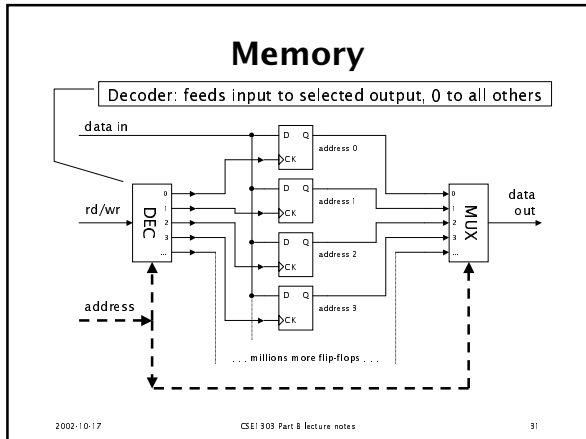 Memory
Decoder: feeds input to selected output, 0 to all others
data in
D Q
CK
address 0
D Q
CK
address 1
D Q
CK
address 2
D Q
CK
address 3
rd/wr
DEC
0
1
2
3
...
0
1
2
3
...
MUX
data
out
address
. . . millions more flip-flops . . .
2002-10-17
CSE1303 Part B lecture notes
31